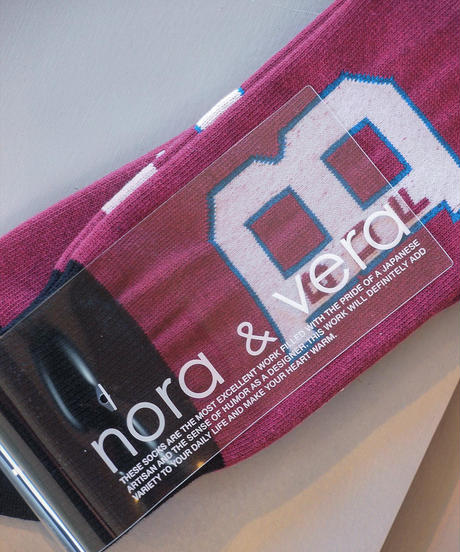 B
nora & vera
THESE SOCKS ARE THE MOST EXCELLENT WORK FILLED WITH THE PRIDE OF A JAPANESE
ARTISAN AND THE SENSE OF HUMOR AS A DESIGNER. THIS WORK WILL DEFINITELY ADD
VARIETY TO YOUR DAILY LIFE AND MAKE YOUR HEART WARM.